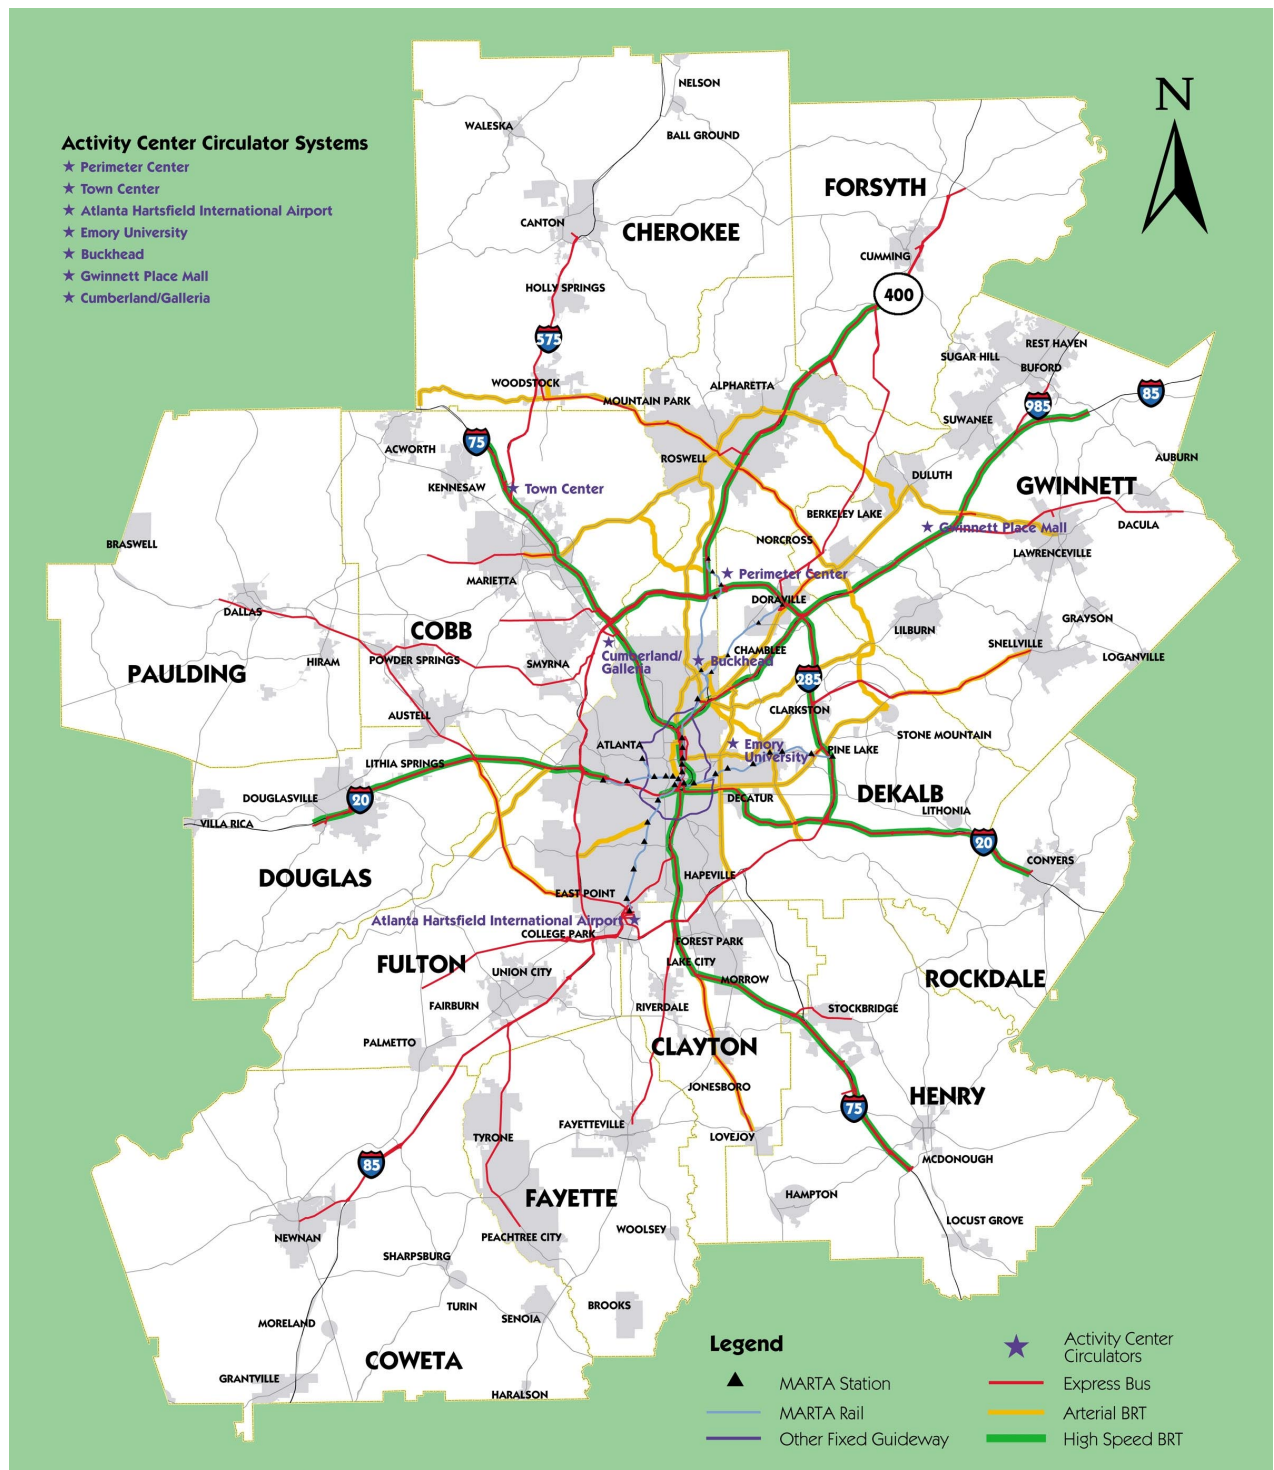 N
Activity Center Circulator Systems
Perimeter Center
Town Center
Atlanta Hartsfield International Airport
Emory University
Buckhead
Gwinnett Place Mall
Cumberland/Galleria
NELSON
WALESKA
BALL GROUND
FORSYTH
CANTON
CHEROKEE
CUMMING
HOLLY SPRINGS
400
575
REST HAVEN
SUGAR HILL
BUFORD
WOODSTOCK
ALPHARETTA
MOUNTAIN PARK
985
85
SUWANEE
75
ACWORTH
ROSWELL
AUBURN
KENNESAW
Town Center
DULUTH
GWINNETT
BERKELEY LAKE
Gwinnett Place Mall
DACULA
BRASWELL
NORCROSS
LAWRENCEVILLE
MARIETTA
Perimeter Center
DORAVILLE
DALLAS
GRAYSON
COBB
LILBURN
SNELLVILLE
HIRAM
POWDER SPRINGS
SMYRNA
Cumberland/
Galleria
Buckhead
CHAMBLEE
LOGANVILLE
PAULDING
285
AUSTELL
CLARKSTON
STONE MOUNTAIN
ATLANTA
Emory
University
PINE LAKE
LITHIA SPRINGS
DOUGLASVILLE
20
DECATUR
DEKALB
LITHONIA
VILLA RICA
20
CONYERS
DOUGLAS
HAPEVILLE
EAST POINT
Atlanta Hartsfield International Airport
COLLEGE PARK
FOREST PARK
FULTON
LAKE CITY
UNION CITY
MORROW
ROCKDALE
FAIRBURN
RIVERDALE
STOCKBRIDGE
PALMETTO
CLAYTON
JONESBORO
HENRY
75
FAYETTEVILLE
TYRONE
LOVEJOY
85
MCDONOUGH
FAYETTE
HAMPTON
NEWNAN
PEACHTREE CITY
WOOLSEY
LOCUST GROVE
SHARPSBURG
TURIN
SENOIA
BROOKS
MORELAND
COWETA
GRANTVILLE
HARALSON
Legend
MARTA Station
MARTA Rail
Other Fixed Guideway
Activity Center
Circulators
Express Bus
Arterial BRT
High Speed BRT